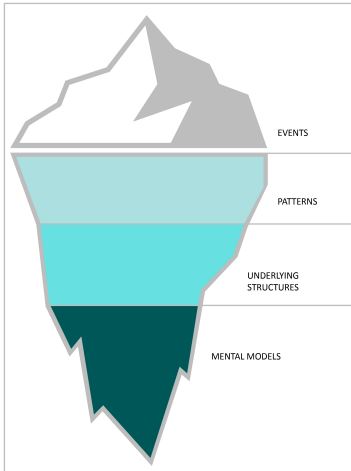 EVENTS
PATTERNS
UNDERLYING
STRUCTURES
MENTAL MODELS